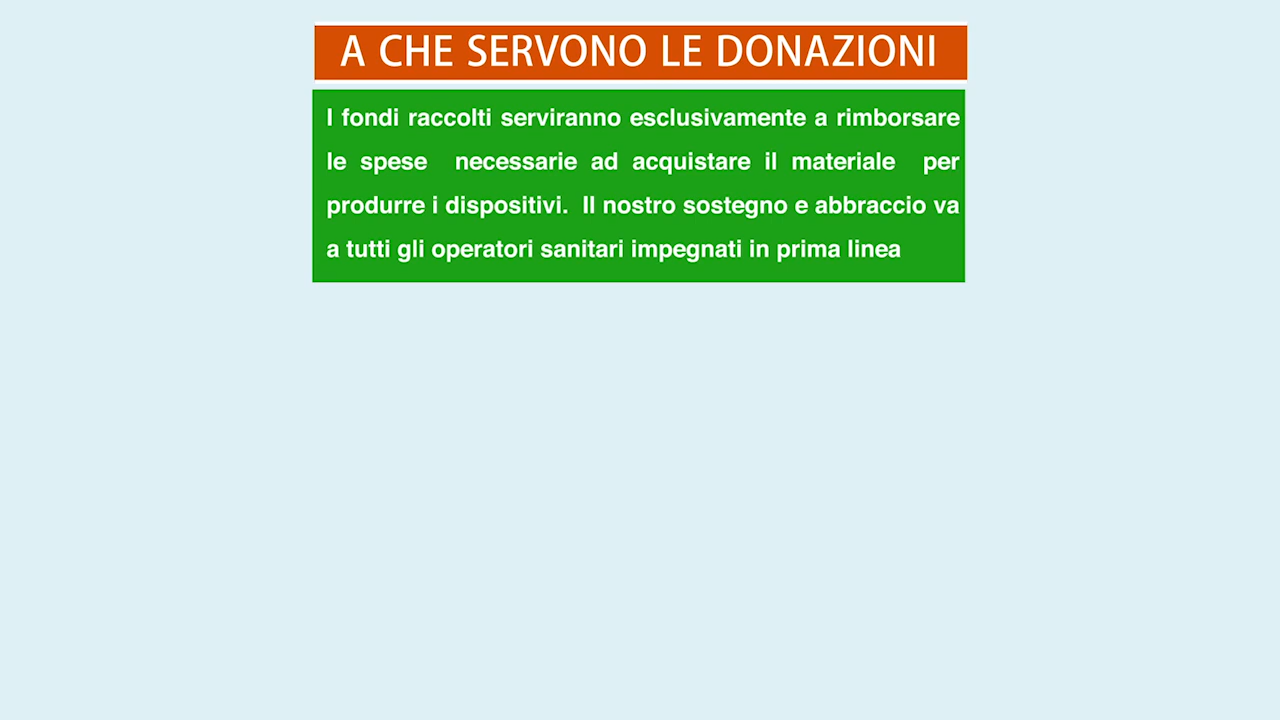 A CHE SERVONO LE DONAZIONI
I fondi raccolti serviranno esclusivamente a rimborsare
le spese necessarie ad acquistare il materiale per
produrre i dispositivi. Il nostro sostegno e abbraccio va
a tutti gli operatori sanitari impegnati in prima linea